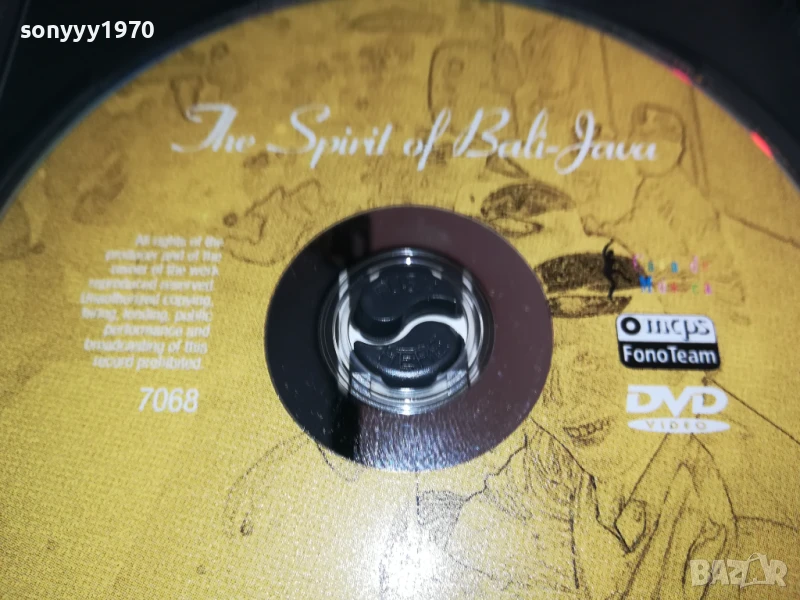 sonyyy1970
The Spirit of Bali-Java
All rights of the
producer and of the
owner of the work
reproduced reserved.
Unauthorized copying,
hiring, lending, public
performance and
broadcasting of this
record prohibited.
7068
mcps
FonoTeam
DVD
VIDEO
BAZAR